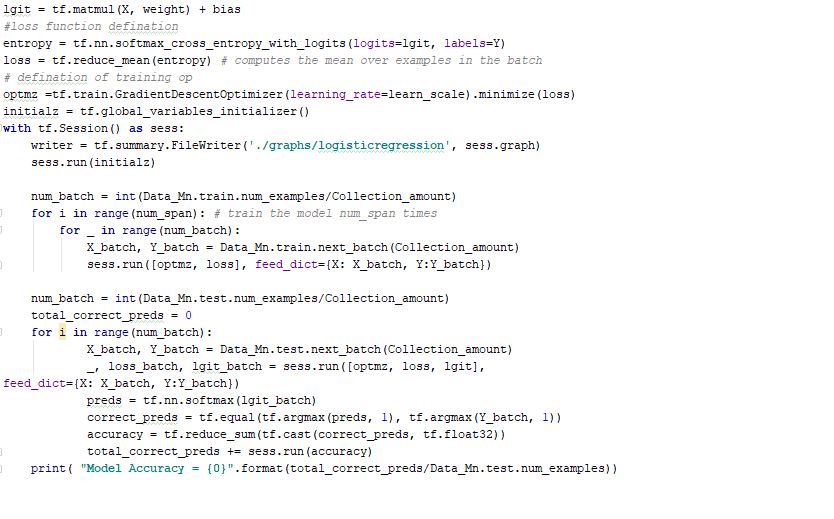 lgit = tf.matmul(X, weight) + bias
#loss function defination
entropy = tf.nn.softmax_cross_entropy_with_logits(logits=lgit, labels=Y)
loss = tf.reduce_mean(entropy) # computes the mean over examples in the batch
# defination of training op
optmz =tf.train.GradientDescentOptimizer(learning_rate=learn_scale).minimize(loss)
initialz = tf.global_variables_initializer()
with tf.Session() as sess:
    writer = tf.summary.FileWriter('./graphs/logisticregression', sess.graph)
    sess.run(initialz)
    num_batch = int(Data_Mn.train.num_examples/Collection_amount)
    for i in range(num_span): # train the model num_span times
        for _ in range(num_batch):
            X_batch, Y_batch = Data_Mn.train.next_batch(Collection_amount)
            sess.run([optmz, loss], feed_dict={X: X_batch, Y:Y_batch})
    num_batch = int(Data_Mn.test.num_examples/Collection_amount)
    total_correct_preds = 0
    for i in range(num_batch):
            X_batch, Y_batch = Data_Mn.test.next_batch(Collection_amount)
            _, loss_batch, lgit_batch = sess.run([optmz, loss, lgit],
feed_dict={X: X_batch, Y:Y_batch})
            preds = tf.nn.softmax(lgit_batch)
            correct_preds = tf.equal(tf.argmax(preds, 1), tf.argmax(Y_batch, 1))
            accuracy = tf.reduce_sum(tf.cast(correct_preds, tf.float32))
            total_correct_preds += sess.run(accuracy)
    print( "Model Accuracy = {0}".format(total_correct_preds/Data_Mn.test.num_examples))